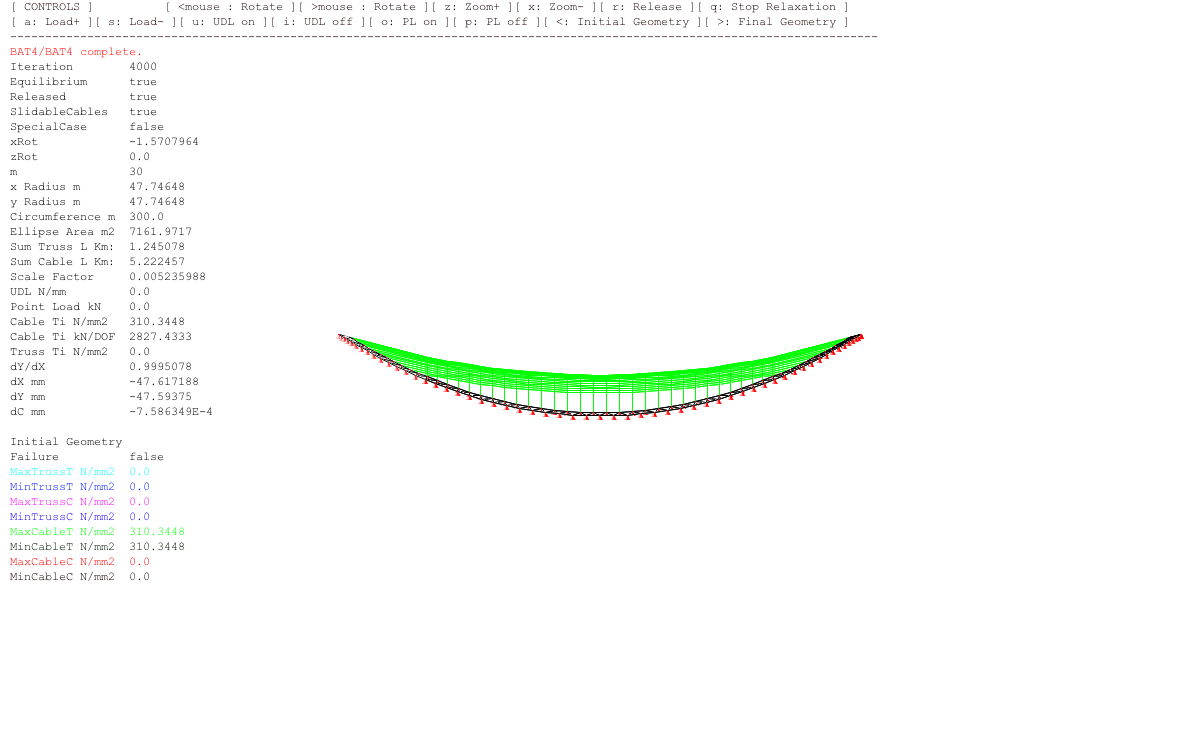 [ CONTROLS ] [ <mouse : Rotate ][ >mouse : Rotate ][ z: Zoom+ ][ x: Zoom- ][ r: Release ][ q: Stop Relaxation ]
[ a: Load+ ][ s: Load- ][ u: UDL on ][ i: UDL off ][ o: PL on ][ p: PL off ][ <: Initial Geometry ][ >: Final Geometry ]
----------------------------------------------------------------------------------------------------------------------------
BAT4/BAT4 complete.
Iteration 4000
Equilibrium true
Released true
SlidableCables true
SpecialCase false
xRot -1.5707964
zRot 0.0
m 30
x Radius m 47.74648
y Radius m 47.74648
Circumference m 300.0
Ellipse Area m2 7161.9717
Sum Truss L Km: 1.245078
Sum Cable L Km: 5.222457
Scale Factor 0.005235988
UDL N/mm 0.0
Point Load kN 0.0
Cable Ti N/mm2 310.3448
Cable Ti kN/DOF 2827.4333
Truss Ti N/mm2 0.0
dY/dX 0.9995078
dX mm -47.617188
dY mm -47.59375
dC mm -7.586349E-4
Initial Geometry
Failure false
MaxTrussT N/mm2 0.0
MinTrussT N/mm2 0.0
MaxTrussC N/mm2 0.0
MinTrussC N/mm2 0.0
MaxCableT N/mm2 310.3448
MinCableT N/mm2 310.3448
MaxCableC N/mm2 0.0
MinCableC N/mm2 0.0